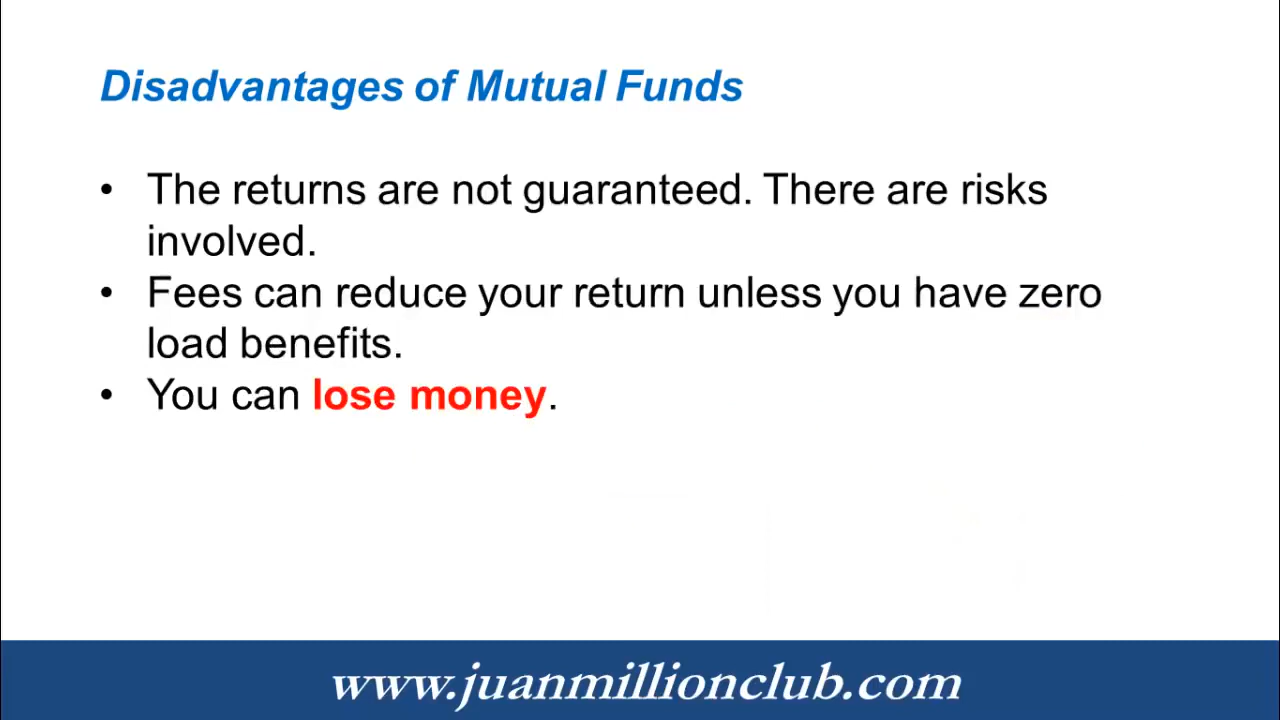 Disadvantages of Mutual Funds
• The returns are not guaranteed. There are risks
involved.
• Fees can reduce your return unless you have zero
load benefits.
• You can lose money.
www.juanmillionclub.com